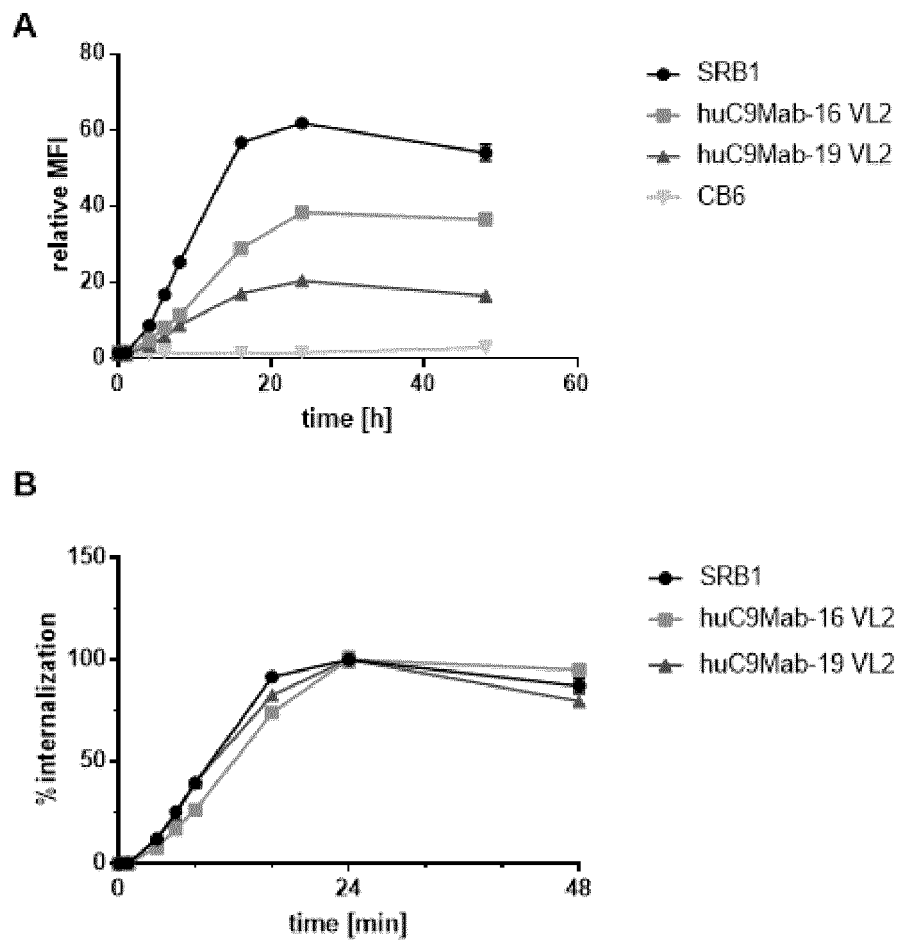 A
80
60
40
20
0
relative MFI
0 20 40 60
time [h]
SRB1
huC9Mab-16 VL2
huC9Mab-19 VL2
CB6
B
150
100
50
0
% internalization
0 24 48
time [min]
SRB1
huC9Mab-16 VL2
huC9Mab-19 VL2